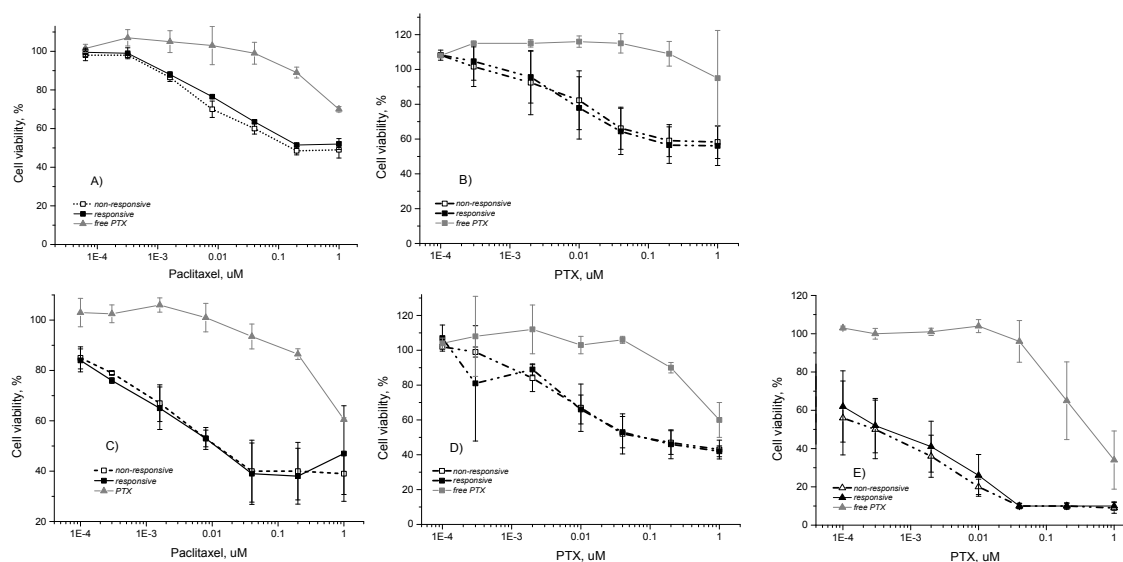 100
80
60
40
20
0
Cell viability, %
A)
non-responsive
responsive
free PTX
1E-4
1E-3
0.01
0.1
1
Paclitaxel, uM
120
100
80
60
40
20
0
Cell viability, %
B)
non-responsive
responsive
free PTX
1E-4
1E-3
0.01
0.1
1
PTX, uM
100
80
60
40
20
Cell viability, %
C)
non-responsive
responsive
PTX
1E-4
1E-3
0.01
0.1
1
Paclitaxel, uM
120
100
80
60
40
20
0
Cell viability, %
D)
non-responsive
responsive
free PTX
1E-4
1E-3
0.01
0.1
1
PTX, uM
120
100
80
60
40
20
0
Cell viability, %
E)
non-responsive
responsive
free PTX
1E-4
1E-3
0.01
0.1
1
PTX, uM